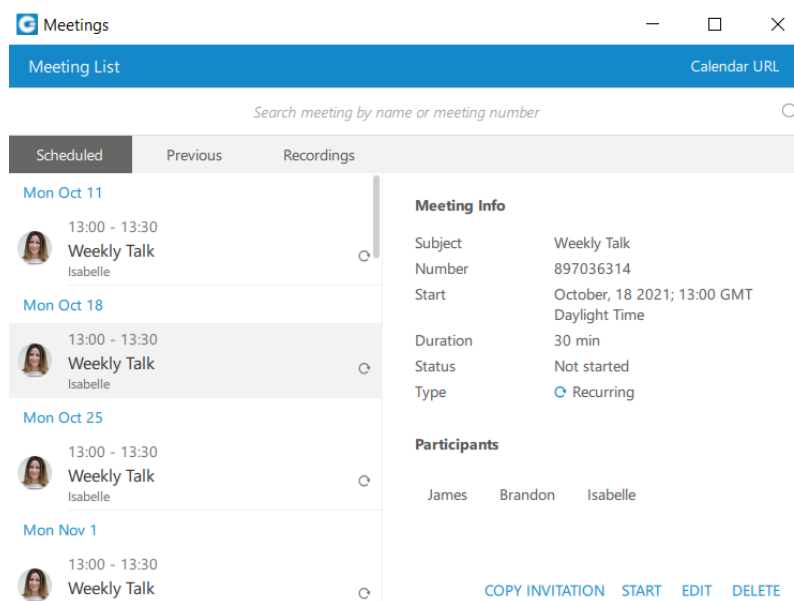 Meetings
Meeting List
Calendar URL
Search meeting by name or meeting number
Scheduled
Previous
Recordings
Mon Oct 11
13:00 - 13:30
Weekly Talk
Isabelle
Mon Oct 18
13:00 - 13:30
Weekly Talk
Isabelle
Mon Oct 25
13:00 - 13:30
Weekly Talk
Isabelle
Mon Nov 1
13:00 - 13:30
Weekly Talk
Meeting Info
Subject Weekly Talk
Number 897036314
Start October, 18 2021; 13:00 GMT
Daylight Time
Duration 30 min
Status Not started
Type Recurring
Participants
James Brandon Isabelle
COPY INVITATION START EDIT DELETE